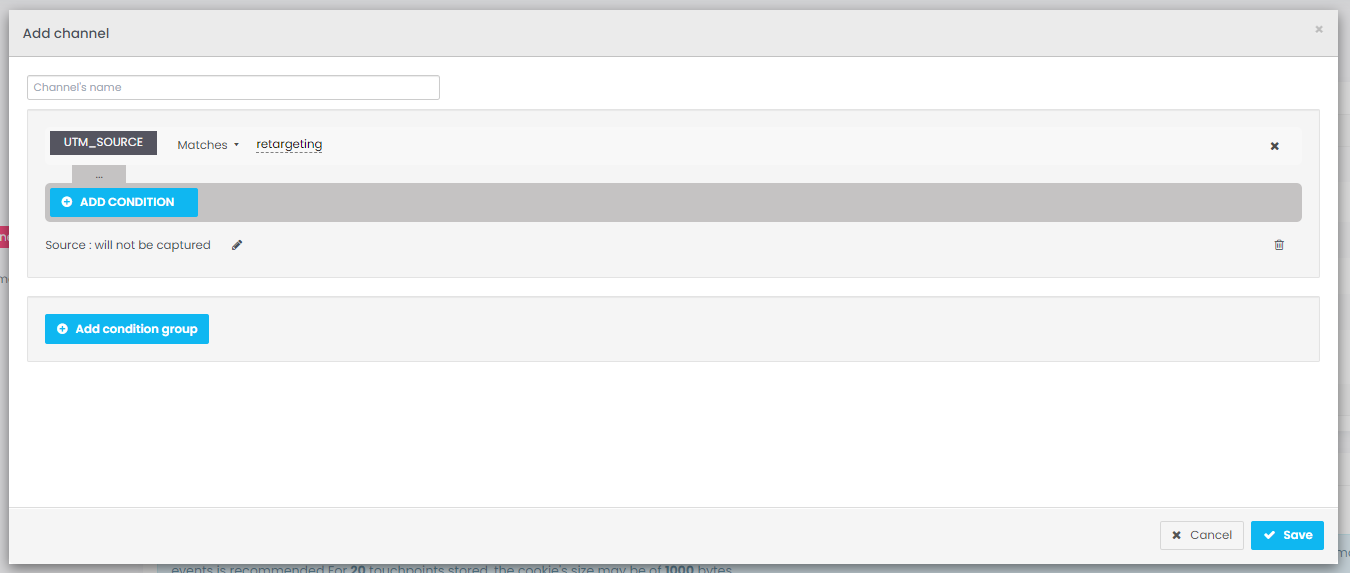 Add channel
Channel's name
UTM_SOURCE Matches retargeting
...
ADD CONDITION
Source : will not be captured
Add condition group
Cancel Save
events is recommended For 20 touchpoints stored, the cookie's size may be of 1000 bytes